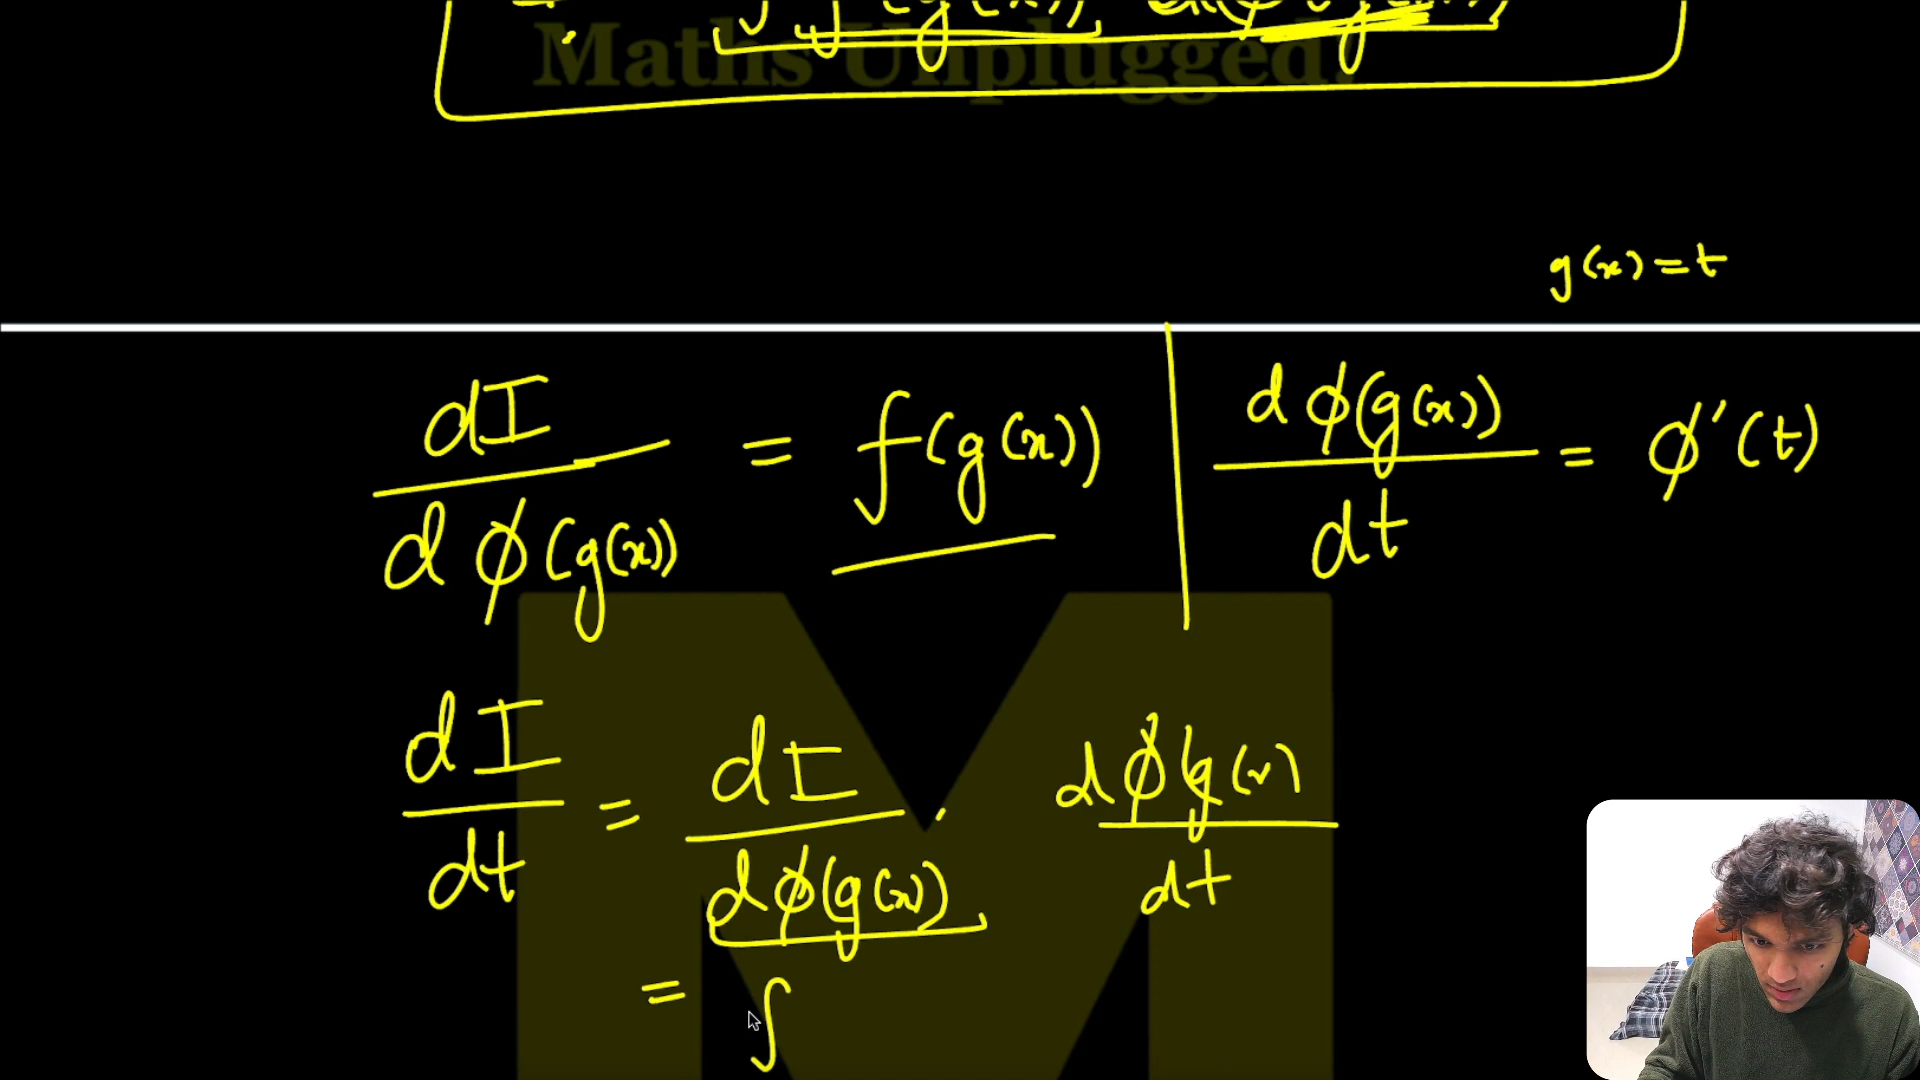 Maths Unplugged.
g(x) = t
dI / dϕ(g(x)) = f(g(x))
dϕ(g(x)) / dt = ϕ'(t)
dI / dt = dI / dϕ(g(x)) . dϕ(g(x) / dt
= ∫